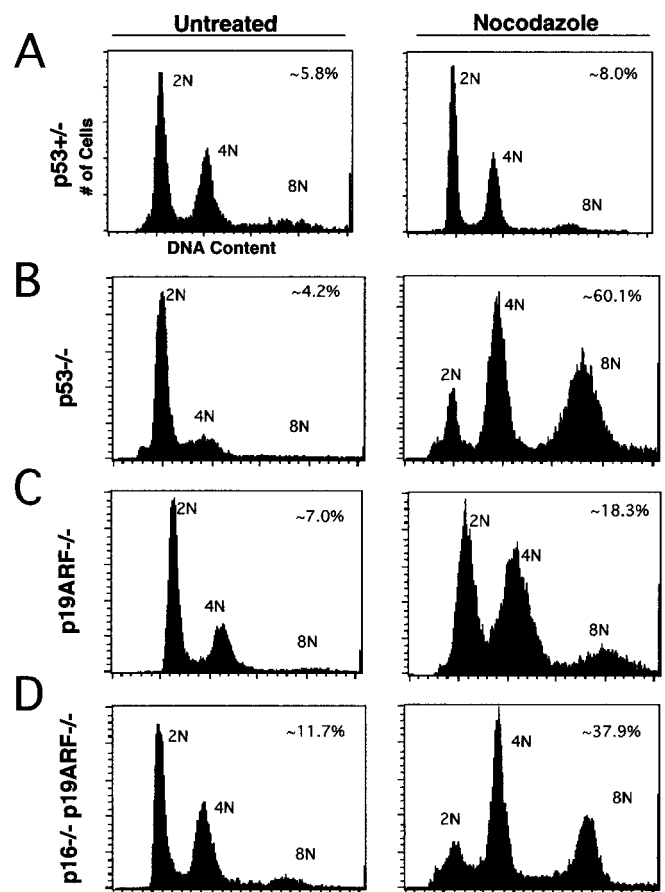 Untreated
Nocodazole
A
p53+/-
# of Cells
2N
4N
8N
~5.8%
DNA Content
2N
4N
8N
~8.0%
B
p53-/-
2N
4N
8N
~4.2%
2N
4N
8N
~60.1%
C
p19ARF-/-
2N
4N
8N
~7.0%
2N
4N
8N
~18.3%
D
p16-/- p19ARF-/-
2N
4N
8N
~11.7%
2N
4N
8N
~37.9%